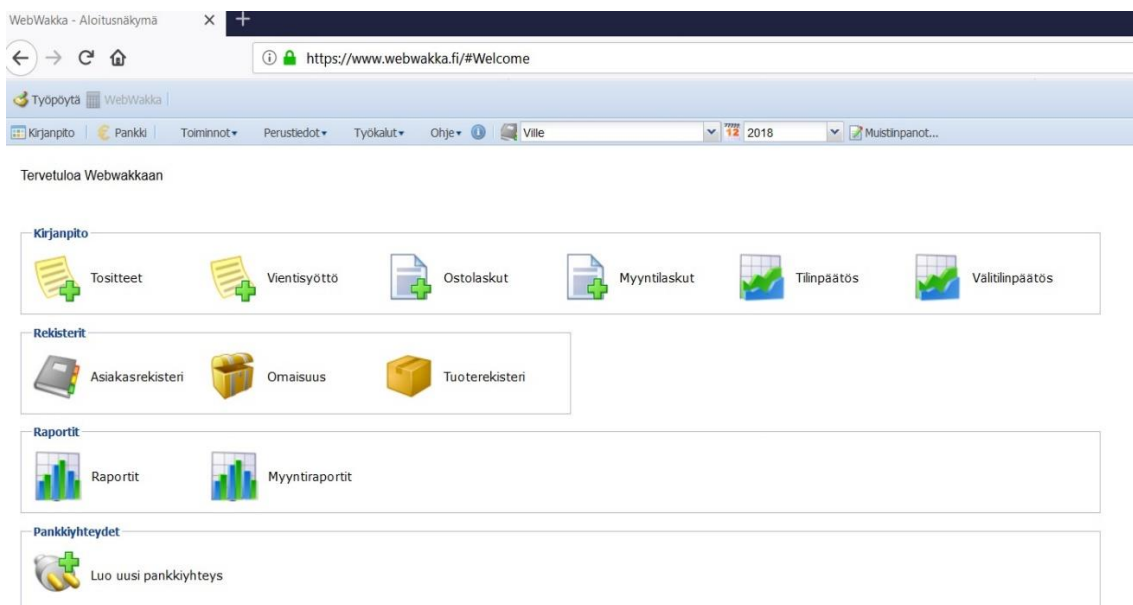 WebWakka - Aloitusnäkymä
https://www.webwakka.fi/#Welcome
Työpöytä WebWakka
Kirjanpito Pankki Toiminnot Perustiedot Työkalut Ohje Ville 12 2018 Muistiinpanot...
Tervetuloa Webwakkaan
Kirjanpito
Tositteet Vientisyöttö Ostolaskut Myyntilaskut Tilinpäätös Välitilinpäätös
Rekisterit
Asiakasrekisteri Omaisuus Tuoterekisteri
Raportit
Raportit Myyntiraportit
Pankkiyhteydet
Luo uusi pankkiyhteys